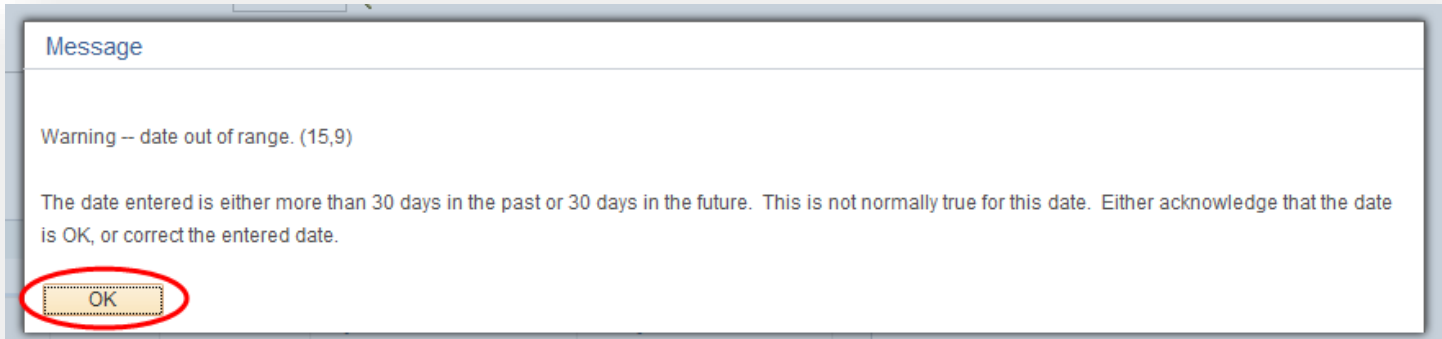 Message
Warning -- date out of range. (15,9)
The date entered is either more than 30 days in the past or 30 days in the future.  This is not normally true for this date.  Either acknowledge that the date
is OK, or correct the entered date.
OK